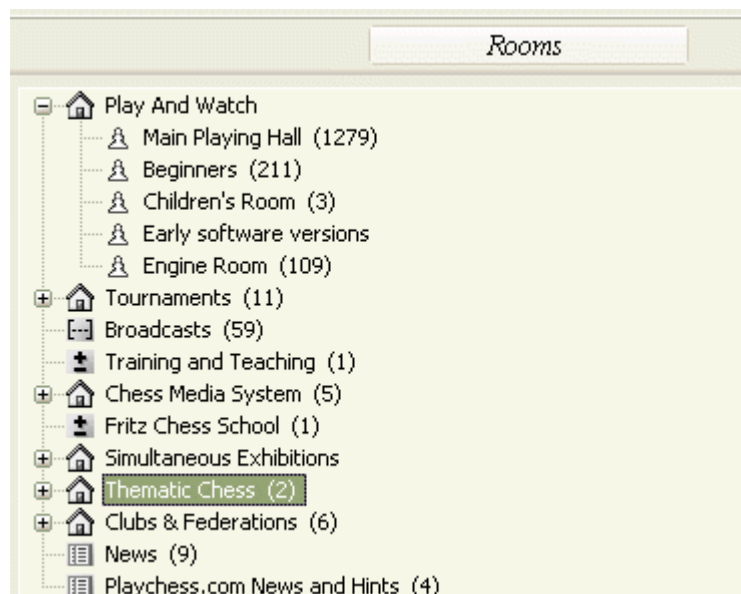 Rooms
Play And Watch
Main Playing Hall (1279)
Beginners (211)
Children's Room (3)
Early software versions
Engine Room (109)
Tournaments (11)
Broadcasts (59)
Training and Teaching (1)
Chess Media System (5)
Fritz Chess School (1)
Simultaneous Exhibitions
Thematic Chess (2)
Clubs & Federations (6)
News (9)
Playchess.com News and Hints (4)